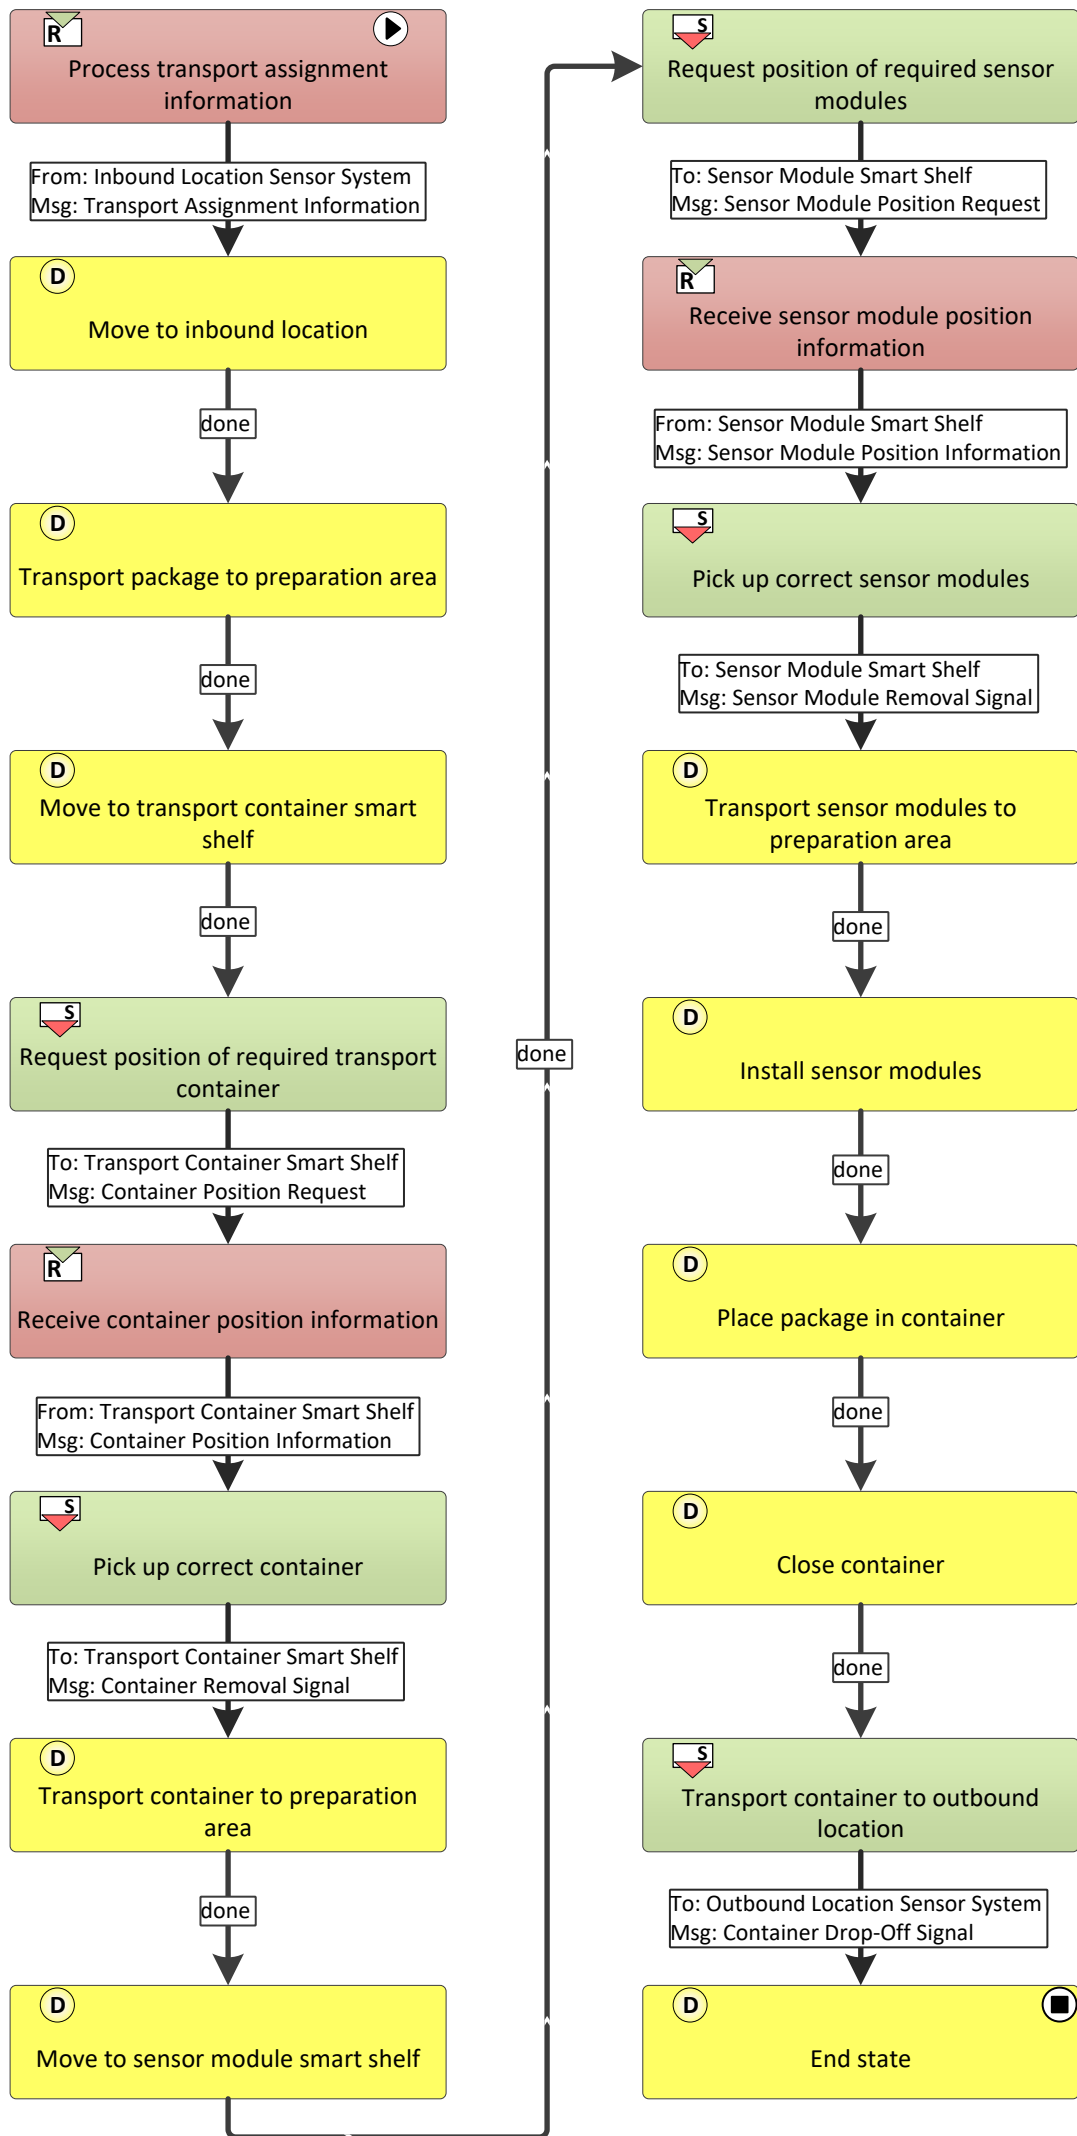 R
Process transport assignment
information
From: Inbound Location Sensor System
Msg: Transport Assignment Information
D
Move to inbound location
done
D
Transport package to preparation area
done
D
Move to transport container smart
shelf
done
S
Request position of required transport
container
To: Transport Container Smart Shelf
Msg: Container Position Request
R
Receive container position information
From: Transport Container Smart Shelf
Msg: Container Position Information
S
Pick up correct container
To: Transport Container Smart Shelf
Msg: Container Removal Signal
D
Transport container to preparation
area
done
D
Move to sensor module smart shelf
done
S
Request position of required sensor
modules
To: Sensor Module Smart Shelf
Msg: Sensor Module Position Request
R
Receive sensor module position
information
From: Sensor Module Smart Shelf
Msg: Sensor Module Position Information
S
Pick up correct sensor modules
To: Sensor Module Smart Shelf
Msg: Sensor Module Removal Signal
D
Transport sensor modules to
preparation area
done
D
Install sensor modules
done
D
Place package in container
done
D
Close container
done
S
Transport container to outbound
location
To: Outbound Location Sensor System
Msg: Container Drop-Off Signal
D
End state